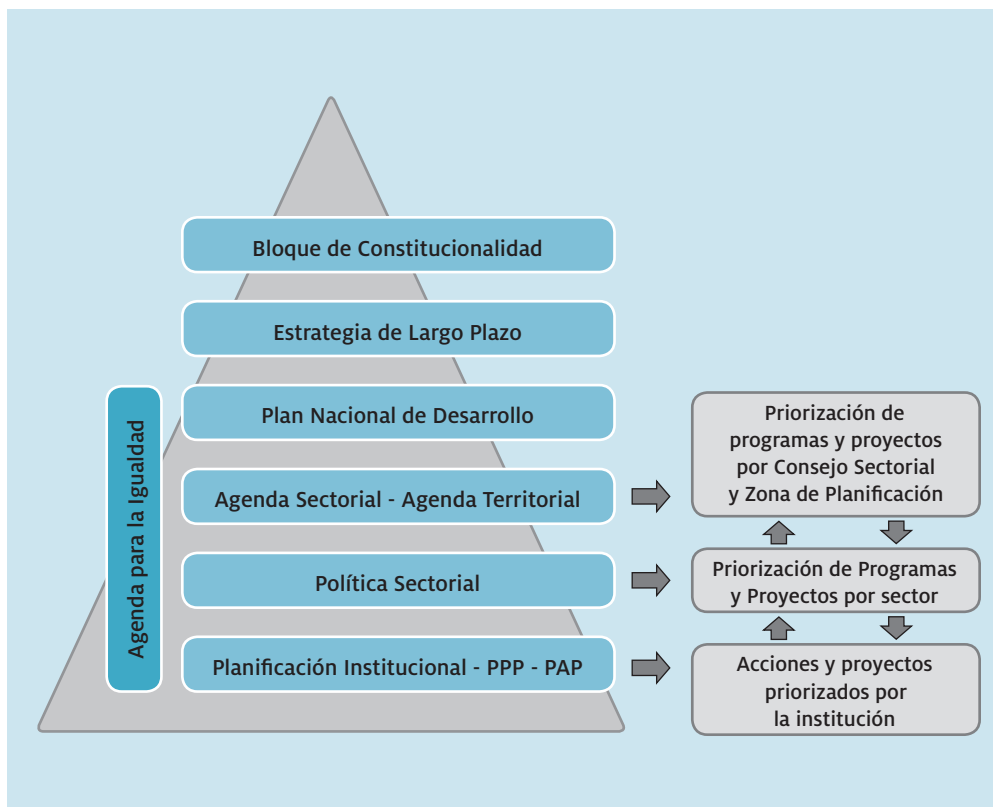 Bloque de Constitucionalidad
Estrategia de Largo Plazo
Plan Nacional de Desarrollo
Agenda Sectorial - Agenda Territorial
Política Sectorial
Planificación Institucional - PPP - PAP
Agenda para la Igualdad
Priorización de
programas y proyectos
por Consejo Sectorial
y Zona de Planificación
Priorización de Programas
y Proyectos por sector
Acciones y proyectos
priorizados por
la institución